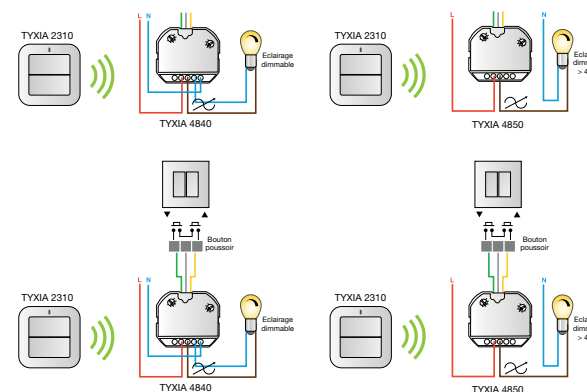 L N
TYXIA 2310
Eclairage
dimmable
TYXIA 4840
L N
TYXIA 2310
TYXIA 4850
Bouton
poussoir
L N
TYXIA 2310
Eclairage
dimmable
TYXIA 4840
Bouton
poussoir
L N
TYXIA 2310
TYXIA 4850